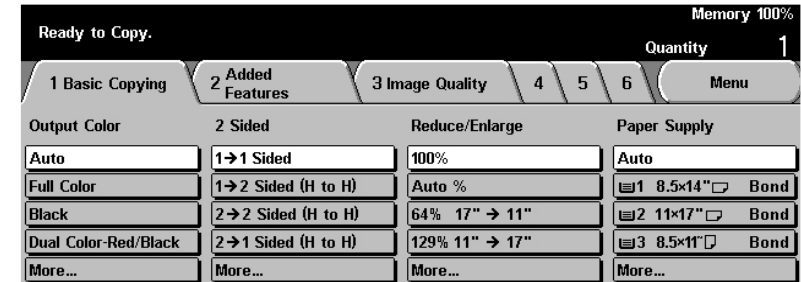 Memory 100%
Ready to Copy.
Quantity 1
1 Basic Copying
2 Added Features
3 Image Quality
4
5
6
Menu
Output Color
Auto
Full Color
Black
Dual Color-Red/Black
More...
2 Sided
1→1 Sided
1→2 Sided (H to H)
2→2 Sided (H to H)
2→1 Sided (H to H)
More...
Reduce/Enlarge
100%
Auto %
64% 17" → 11"
129% 11" → 17"
More...
Paper Supply
Auto
1 8.5×14" Bond
2 11×17" Bond
3 8.5×11" Bond
More...